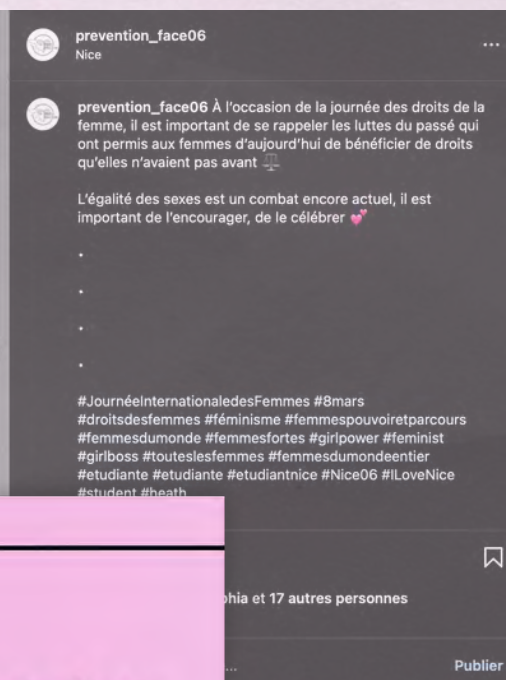 prevention_face06
Nice
prevention_face06 À l'occasion de la journée des droits de la
femme, il est important de se rappeler les luttes du passé qui
ont permis aux femmes d'aujourd'hui de bénéficier de droits
qu'elles n'avaient pas avant ⚖️
L'égalité des sexes est un combat encore actuel, il est
important de l'encourager, de le célébrer 💕
.
.
.
.
#JournéeInternationaledesFemmes #8mars
#droitsdesfemmes #féminisme #femmespouvoiretparcours
#femmesdumonde #femmesfortes #girlpower #feminist
#girlboss #touteslesfemmes #femmesdumondeentier
#etudiante #etudiante #etudiantnice #Nice06 #ILoveNice
#student #heath
et 17 autres personnes
Publier